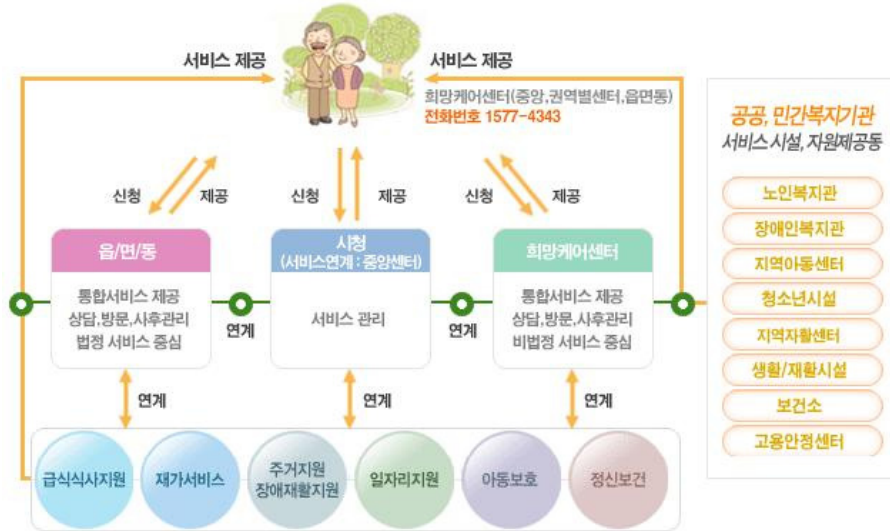 서비스 제공
서비스 제공
희망케어센터(중앙,권역별센터,읍면동)
전화번호 1577-4343
신청
제공
신청
제공
신청
제공
읍/면/동
통합서비스 제공
상담,방문,사후관리
법정 서비스 중심
연계
시청
(서비스연계 : 중앙센터)
서비스 관리
연계
희망케어센터
통합서비스 제공
상담,방문,사후관리
비법정 서비스 중심
연계
연계
연계
급식식사지원
재가서비스
주거지원
장애재활지원
일자리지원
아동보호
정신보건
공공, 민간복지기관
서비스 시설, 자원제공동
노인복지관
장애인복지관
지역아동센터
청소년시설
지역자활센터
생활/재활시설
보건소
고용안정센터